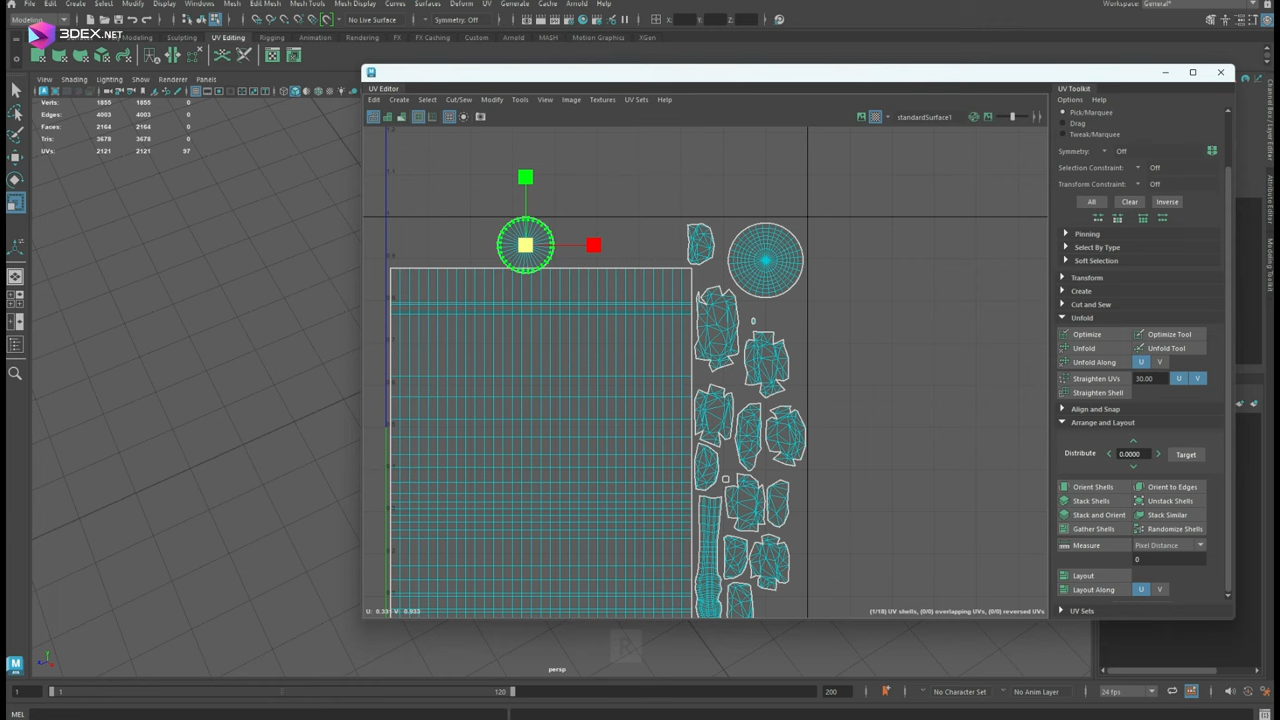 File Edit Create Select Modify Display Windows Mesh Edit Mesh Mesh Tools Mesh Display Curves Surfaces Deform UV Generate Cache Arnold Help
Workspace: General*
Modeling
No Live Surface
Symmetry: Off
X: Y: Z:
3DEX.NET
Modeling Sculpting UV Editing Rigging Animation Rendering FX FX Caching Custom Arnold MASH Motion Graphics XGen
View Shading Lighting Show Renderer Panels
Verts: 1855 1855 0
Edges: 4003 4003 0
Faces: 2164 2164 0
Tris: 3678 3678 0
UVs: 2121 2121 97
UV Editor
Edit Create Select Cut/Sew Modify Tools View Image Textures UV Sets Help
standardSurface1
UV Toolkit
Options Help
Pick/Marquee
Drag
Tweak/Marquee
Symmetry: Off
Selection Constraint: Off
Transform Constraint: Off
All Clear Inverse
Pinning
Select By Type
Soft Selection
Transform
Create
Cut and Sew
Unfold
Optimize Optimize Tool
Unfold Unfold Tool
Unfold Along U V
Straighten UVs 30.00 U V
Straighten Shell
Align and Snap
Arrange and Layout
Distribute 0.0000 Target
Orient Shells Orient to Edges
Stack Shells Unstack Shells
Stack and Orient Stack Similar
Gather Shells Randomize Shells
Measure Pixel Distance
0
Layout
Layout Along U V
UV Sets
(1/18) UV shells, (0/0) overlapping UVs, (0/0) reversed UVs
Channel Box / Layer Editor
Attribute Editor
Modeling Toolkit
R
persp
1 1 120 200
No Character Set
No Anim Layer
24 fps
MEL